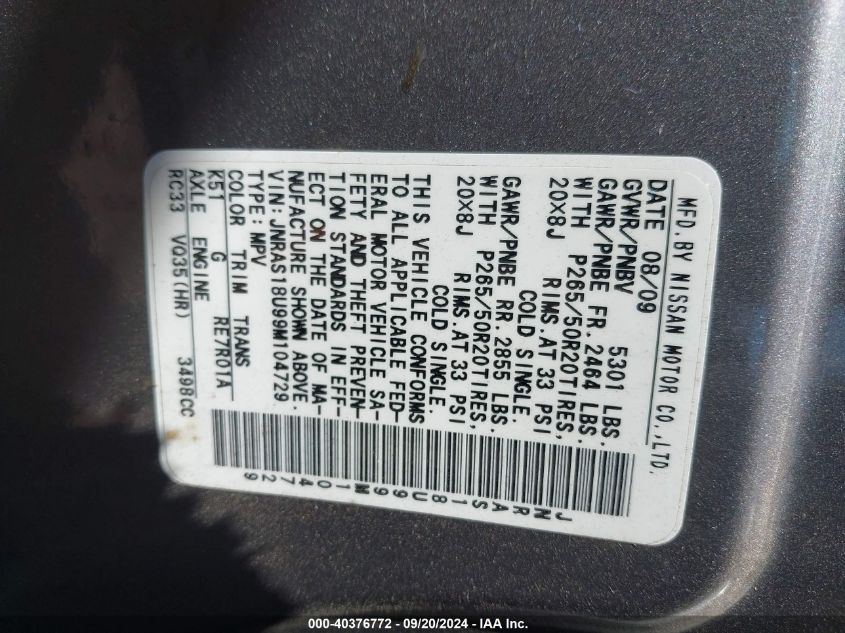 MFD.BY NISSAN MOTOR CO.,LTD.
DATE 08/09
GVWR/PNBV 5301 LBS.
GAWR/PNBE FR.2464 LBS.
WITH P265/50R20TIRES,
20X8J RIMS.AT 33 PSI
COLD SINGLE.
GAWR/PNBE RR.2855 LBS.
WITH P265/50R20TIRES,
20X8J RIMS.AT 33 PSI
COLD SINGLE.
THIS VEHICLE CONFORMS
TO ALL APPLICABLE FED-
ERAL MOTOR VEHICLE SA-
FETY AND THEFT PREVEN-
TION STANDARDS IN EFF-
ECT ON THE DATE OF MA-
NUFACTURE SHOWN ABOVE.
VIN:JNRAS18U99M104729
TYPE:MPV
COLOR TRIM TRANS
K51 G RE7R01A
AXLE ENGINE
RC33 VQ35(HR) 3498CC
JNRAS18U99M104729
000-40376772 - 09/20/2024 - IAA Inc.